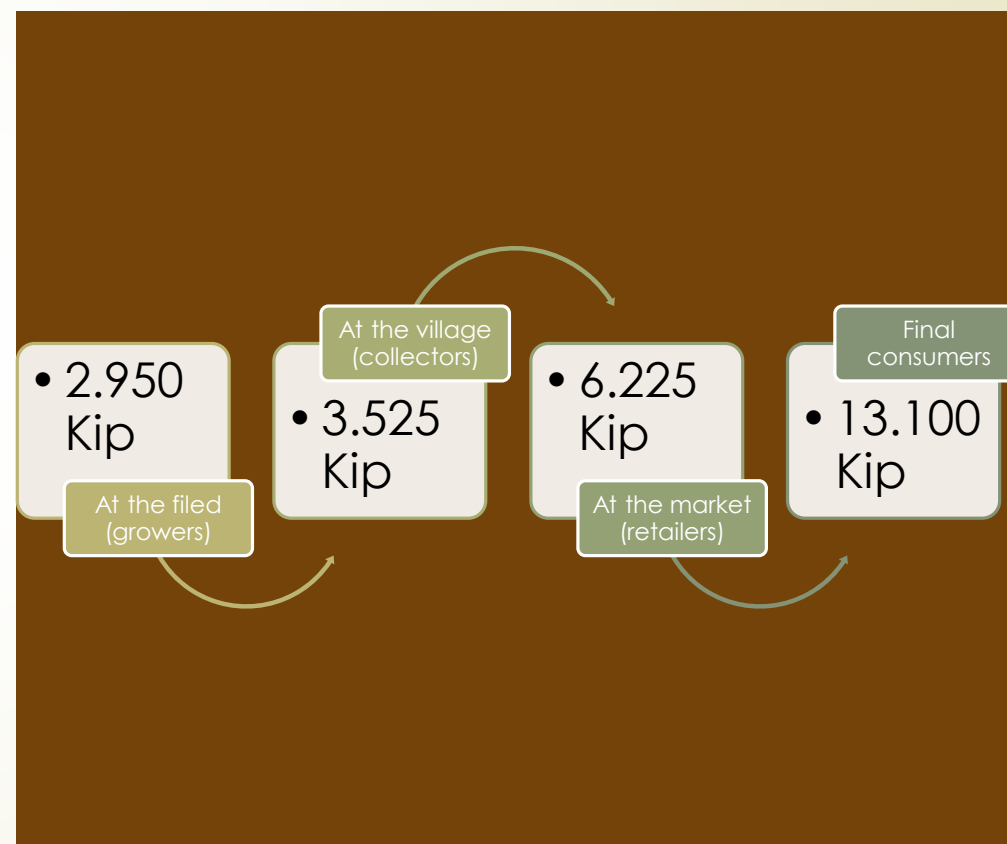 • 2.950
Kip
At the filed
(growers)
At the village
(collectors)
• 3.525
Kip
• 6.225
Kip
At the market
(retailers)
Final
consumers
• 13.100
Kip